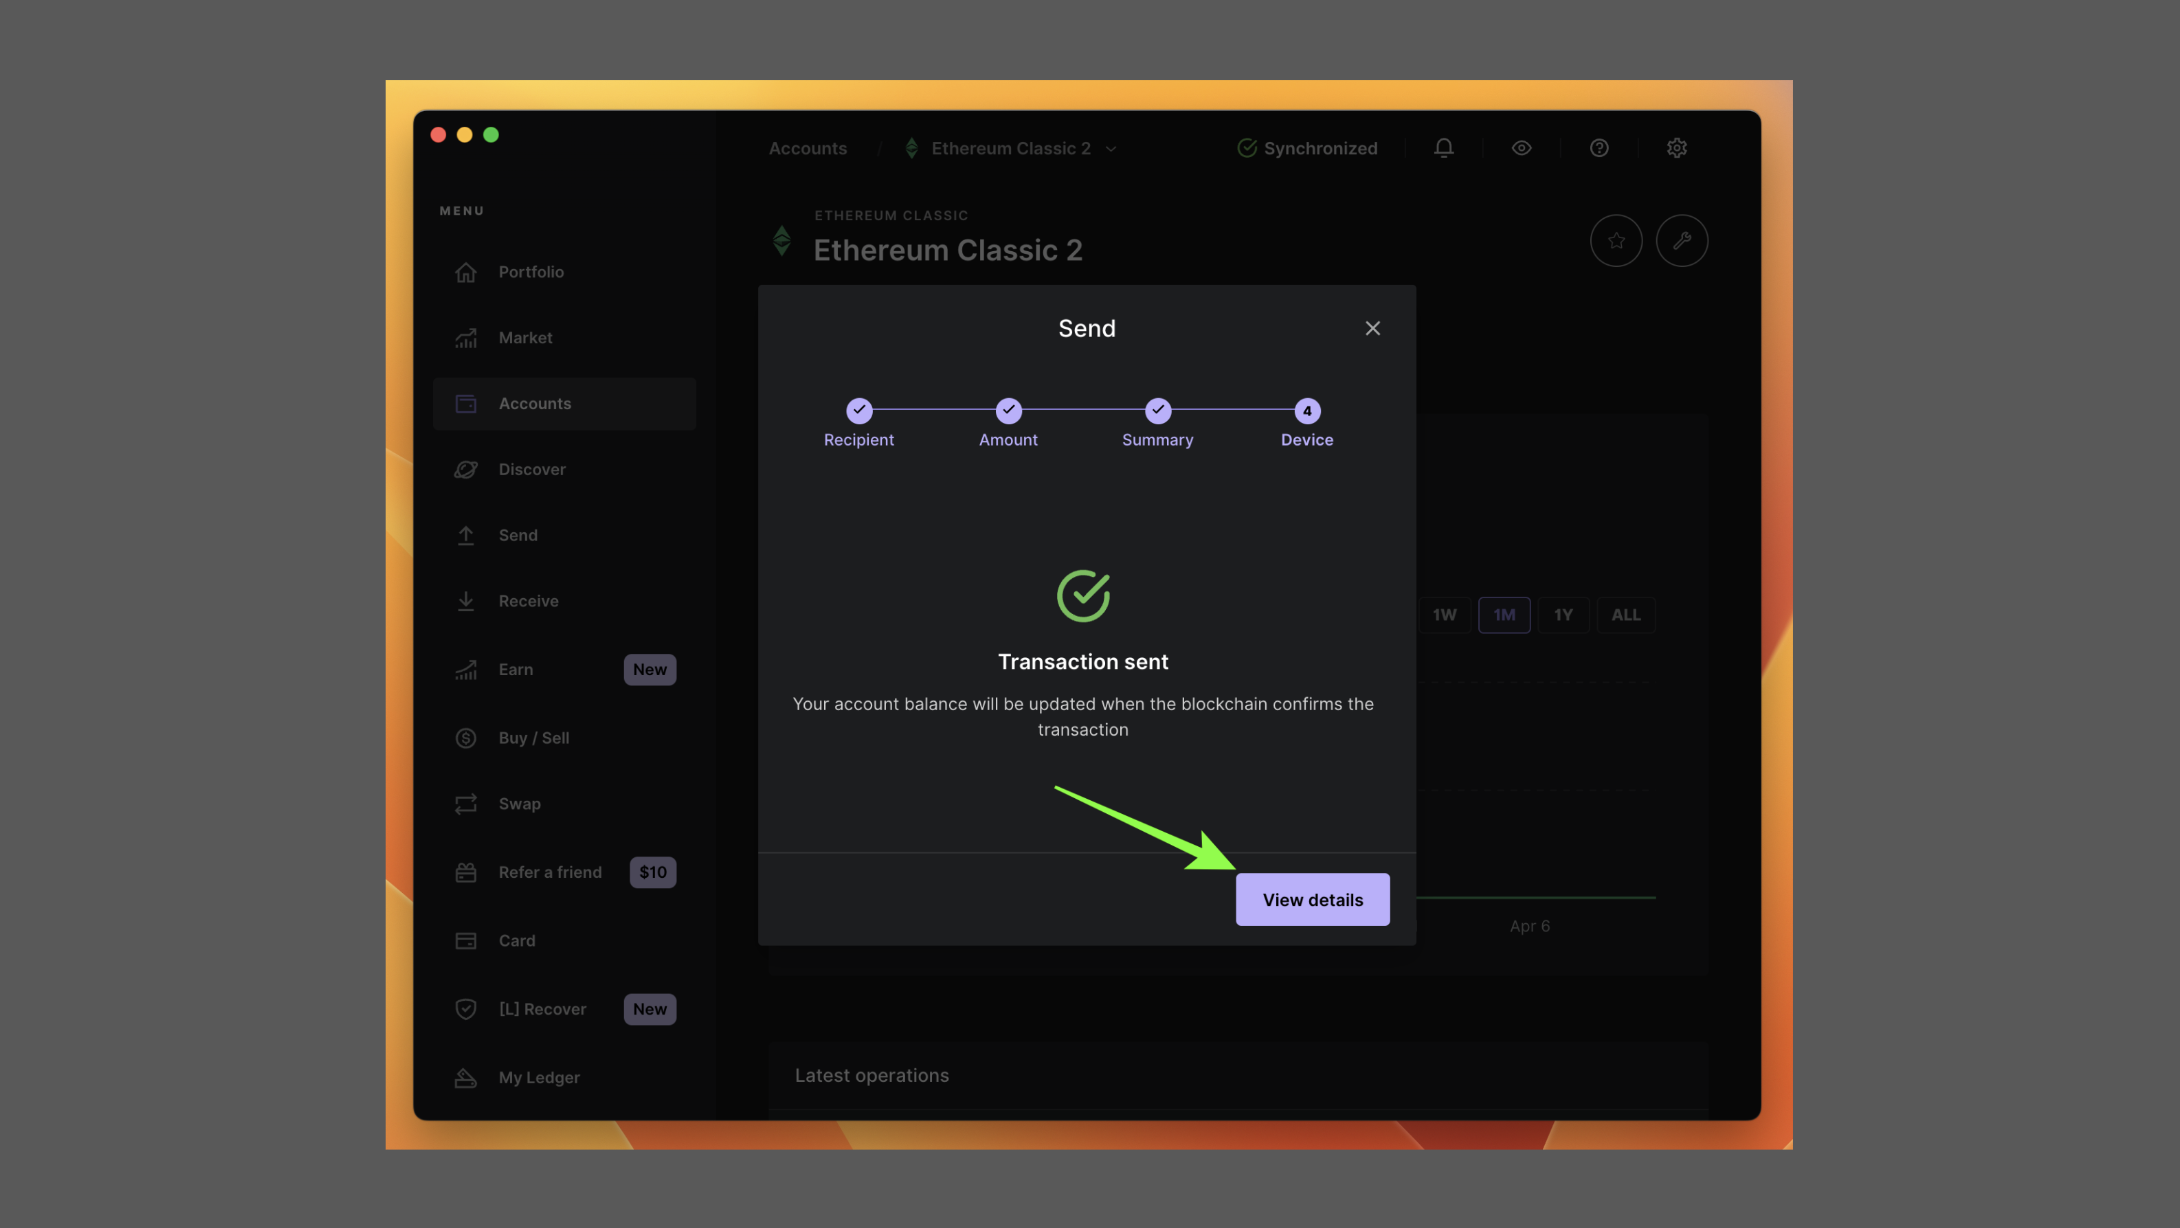 Accounts / Ethereum Classic 2
Synchronized
MENU
Portfolio
Market
Accounts
Discover
Send
Receive
Earn New
Buy / Sell
Swap
Refer a friend $10
Card
[L] Recover New
My Ledger
ETHEREUM CLASSIC
Ethereum Classic 2
Send
4
Recipient Amount Summary Device
Transaction sent
Your account balance will be updated when the blockchain confirms the
transaction
View details
1W 1M 1Y ALL
Apr 6
Latest operations